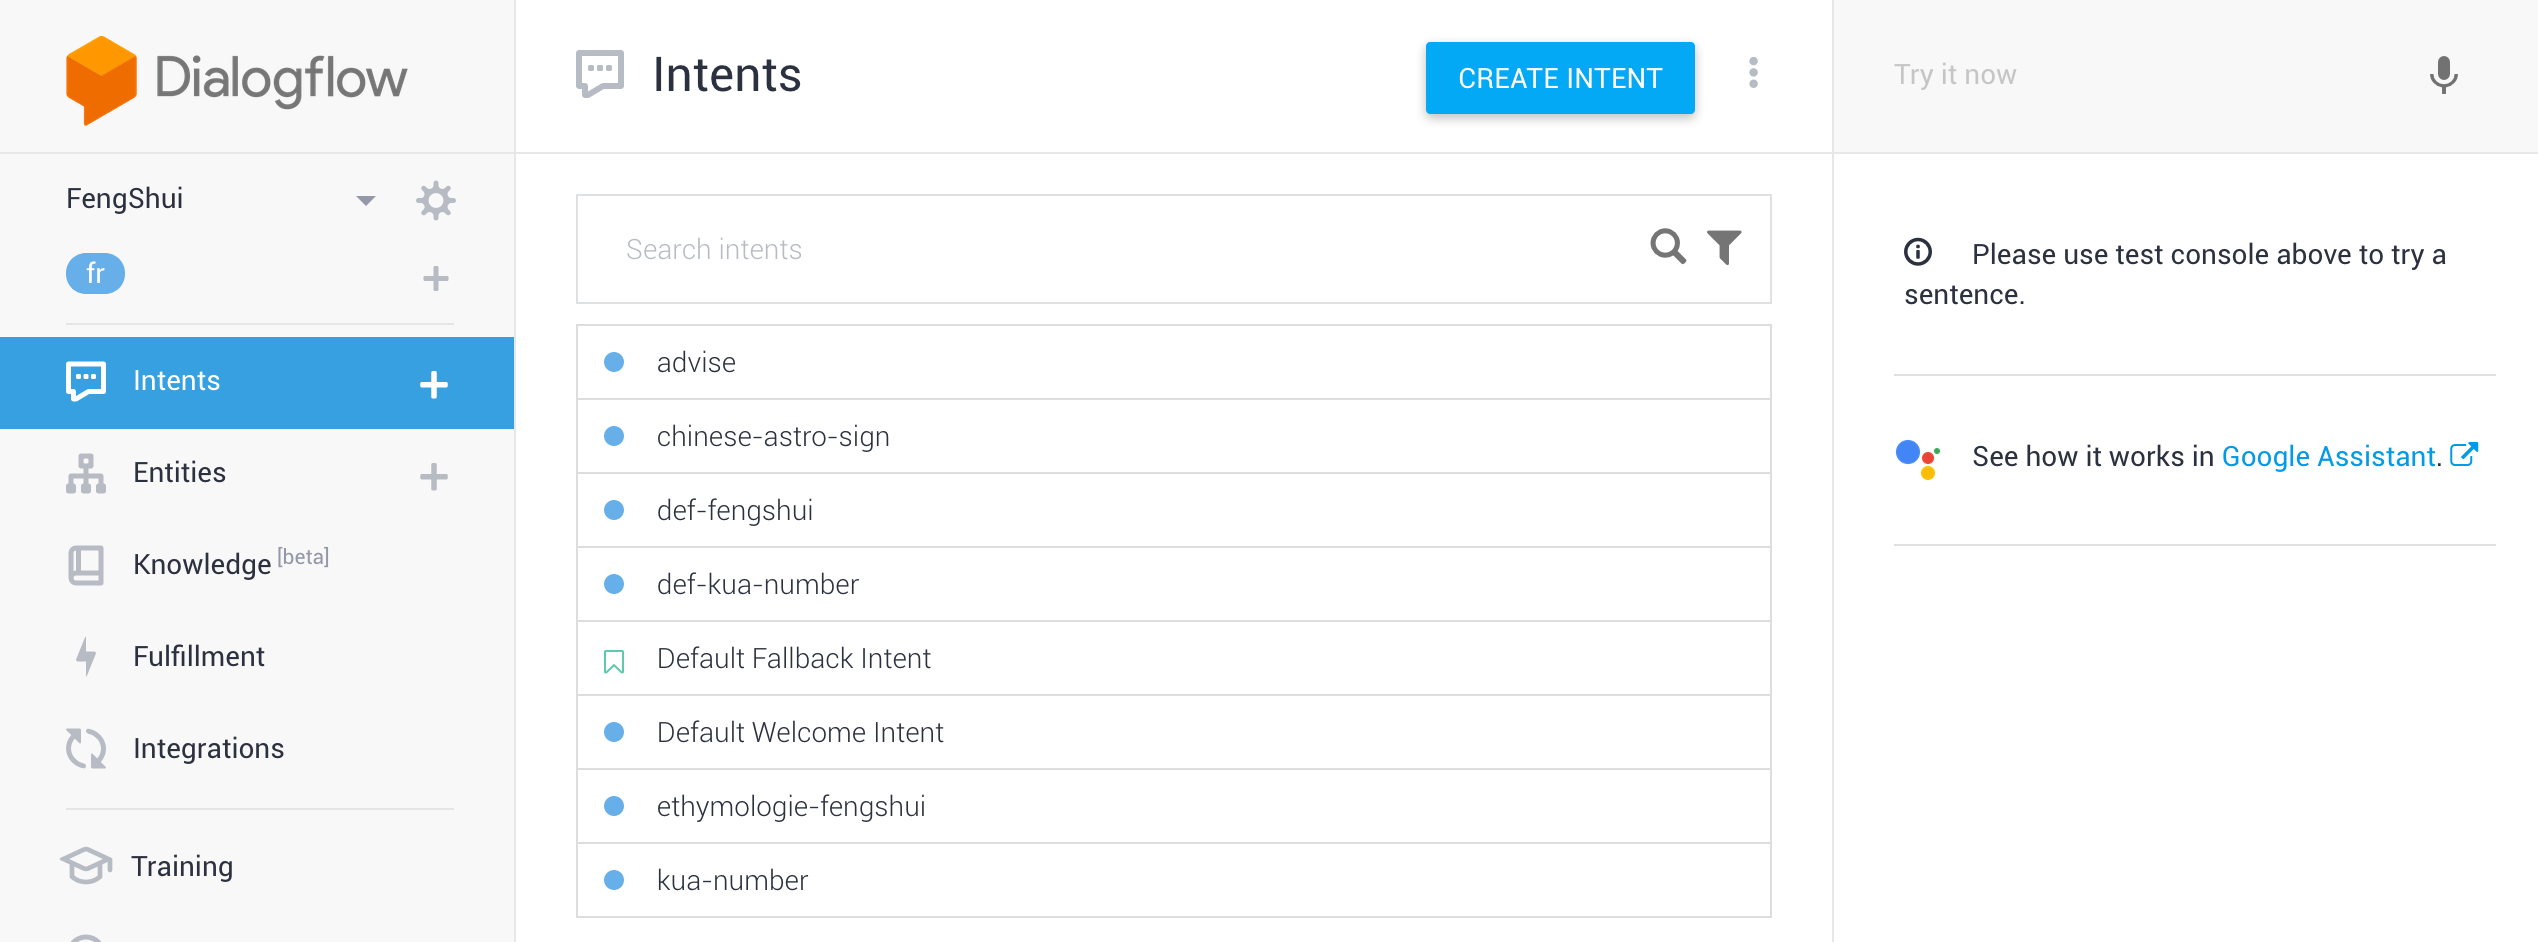 Dialogflow
FengShui
fr
Intents
Entities
Knowledge [beta]
Fulfillment
Integrations
Training
Intents
CREATE INTENT
Search intents
advise
chinese-astro-sign
def-fengshui
def-kua-number
Default Fallback Intent
Default Welcome Intent
ethymologie-fengshui
kua-number
Try it now
Please use test console above to try a
sentence.
See how it works in Google Assistant.